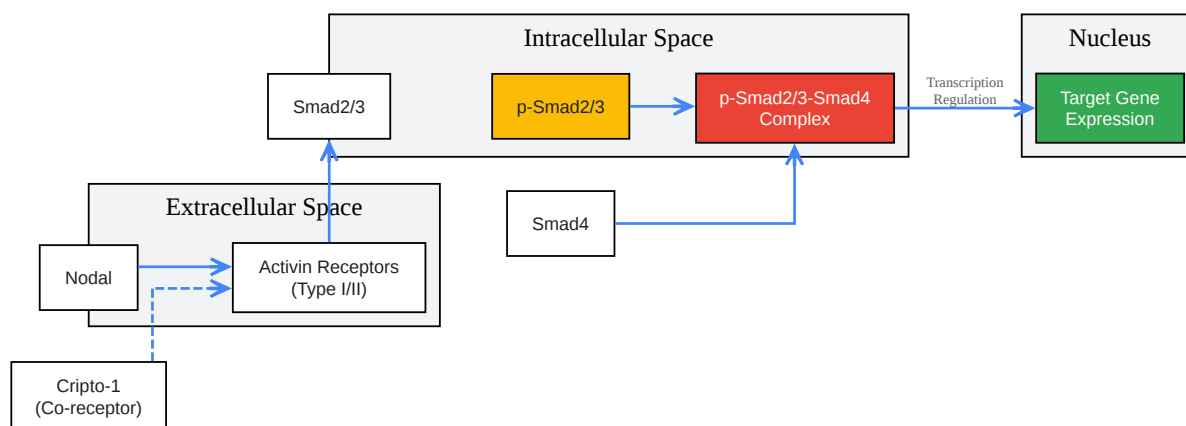 Intracellular Space
Nucleus
Smad2/3
p-Smad2/3
p-Smad2/3-Smad4
Complex
Transcription
Regulation
Target Gene
Expression
Extracellular Space
Smad4
Nodal
Activin Receptors
(Type I/II)
Cripto-1
(Co-receptor)